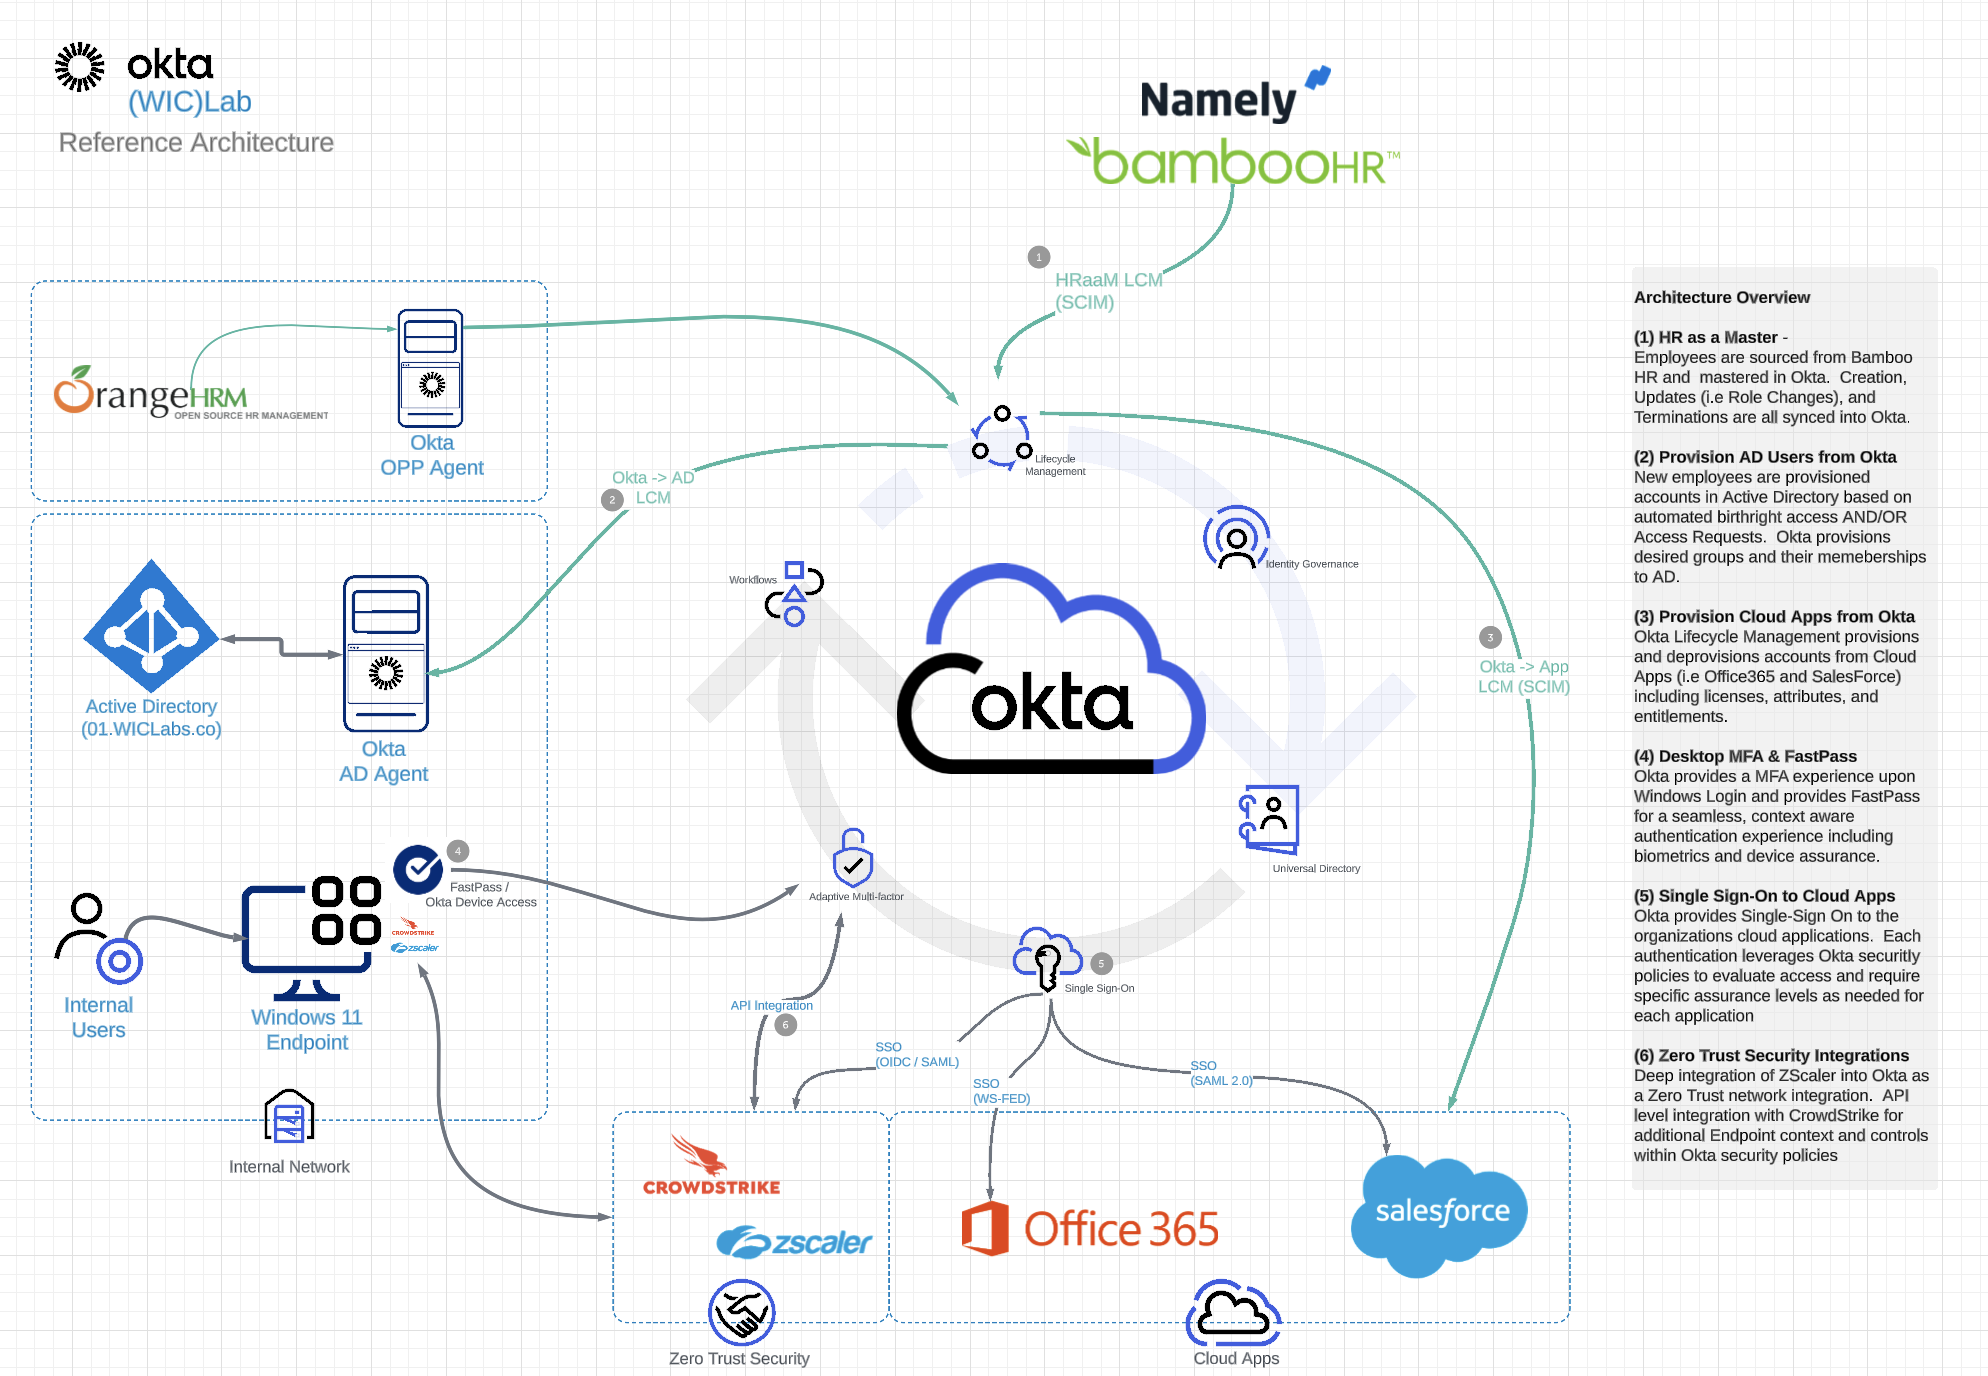 okta
(WIC)Lab
Reference Architecture
Namely
bambooHR™
1
HRaaM LCM
(SCIM)
OrangeHRM
OPEN SOURCE HR MANAGEMENT
Okta
OPP Agent
Lifecycle
Management
Okta -> AD
LCM
2
Identity Governance
Workflows
okta
3
Okta -> App
LCM (SCIM)
Active Directory
(01.WICLabs.co)
Okta
AD Agent
Universal Directory
4
FastPass /
Okta Device Access
CROWDSTRIKE
zscaler
Adaptive Multi-factor
Internal
Users
Windows 11
Endpoint
5
Single Sign-On
API Integration
6
SSO
(OIDC / SAML)
SSO
(WS-FED)
SSO
(SAML 2.0)
Internal Network
CROWDSTRIKE
zscaler
Zero Trust Security
Office 365
salesforce
Cloud Apps
Architecture Overview
(1) HR as a Master -
Employees are sourced from Bamboo
HR and  mastered in Okta.  Creation,
Updates (i.e Role Changes), and
Terminations are all synced into Okta.
(2) Provision AD Users from Okta
New employees are provisioned
accounts in Active Directory based on
automated birthright access AND/OR
Access Requests.  Okta provisions
desired groups and their memeberships
to AD.
(3) Provision Cloud Apps from Okta
Okta Lifecycle Management provisions
and deprovisions accounts from Cloud
Apps (i.e Office365 and SalesForce)
including licenses, attributes, and
entitlements.
(4) Desktop MFA & FastPass
Okta provides a MFA experience upon
Windows Login and provides FastPass
for a seamless, context aware
authentication experience including
biometrics and device assurance.
(5) Single Sign-On to Cloud Apps
Okta provides Single-Sign On to the
organizations cloud applications.  Each
authentication leverages Okta securitly
policies to evaluate access and require
specific assurance levels as needed for
each application
(6) Zero Trust Security Integrations
Deep integration of ZScaler into Okta as
a Zero Trust network integration.  API
level integration with CrowdStrike for
additional Endpoint context and controls
within Okta security policies